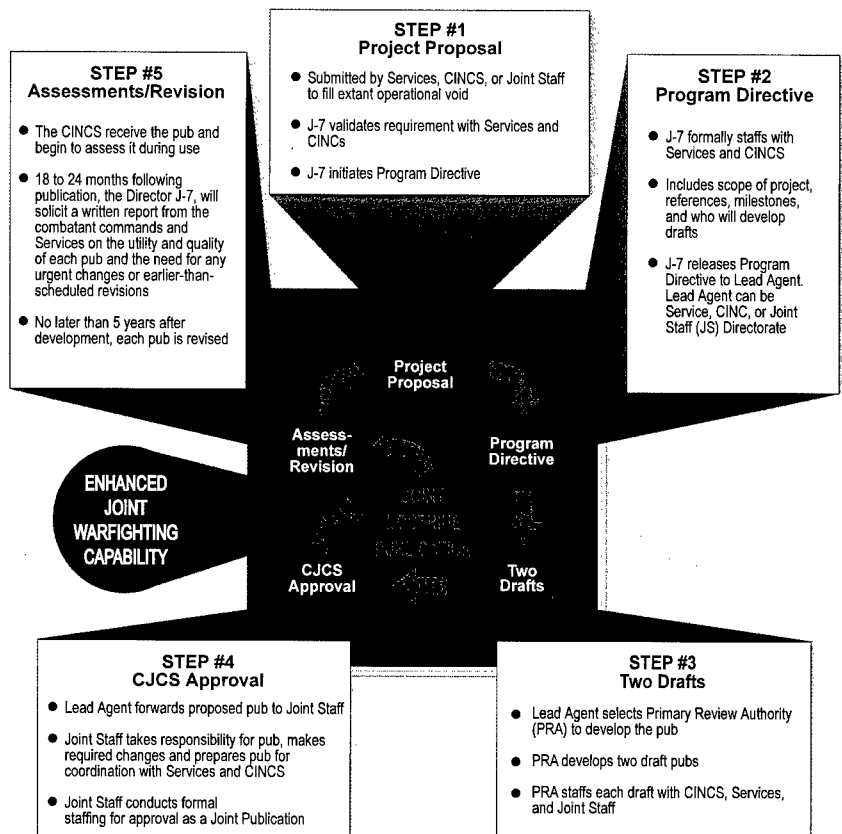 STEP #1
Project Proposal
● Submitted by Services, CINCS, or Joint Staff
to fill extant operational void
● J-7 validates requirement with Services and
CINCs
● J-7 initiates Program Directive
STEP #2
Program Directive
● J-7 formally staffs with
Services and CINCS
● Includes scope of project,
references, milestones,
and who will develop
drafts
● J-7 releases Program
Directive to Lead Agent.
Lead Agent can be
Service, CINC, or Joint
Staff (JS) Directorate
STEP #3
Two Drafts
● Lead Agent selects Primary Review Authority
(PRA) to develop the pub
● PRA develops two draft pubs
● PRA staffs each draft with CINCS, Services,
and Joint Staff
STEP #4
CJCS Approval
● Lead Agent forwards proposed pub to Joint Staff
● Joint Staff takes responsibility for pub, makes
required changes and prepares pub for
coordination with Services and CINCS
● Joint Staff conducts formal
staffing for approval as a Joint Publication
STEP #5
Assessments/Revision
● The CINCS receive the pub and
begin to assess it during use
● 18 to 24 months following
publication, the Director J-7, will
solicit a written report from the
combatant commands and
Services on the utility and quality
of each pub and the need for any
urgent changes or earlier-than-
scheduled revisions
● No later than 5 years after
development, each pub is revised
Project
Proposal
Program
Directive
Two
Drafts
CJCS
Approval
Assess-
ments/
Revision
JOINT
DOCTRINE
PUBLICATION
ENHANCED
JOINT
WARFIGHTING
CAPABILITY